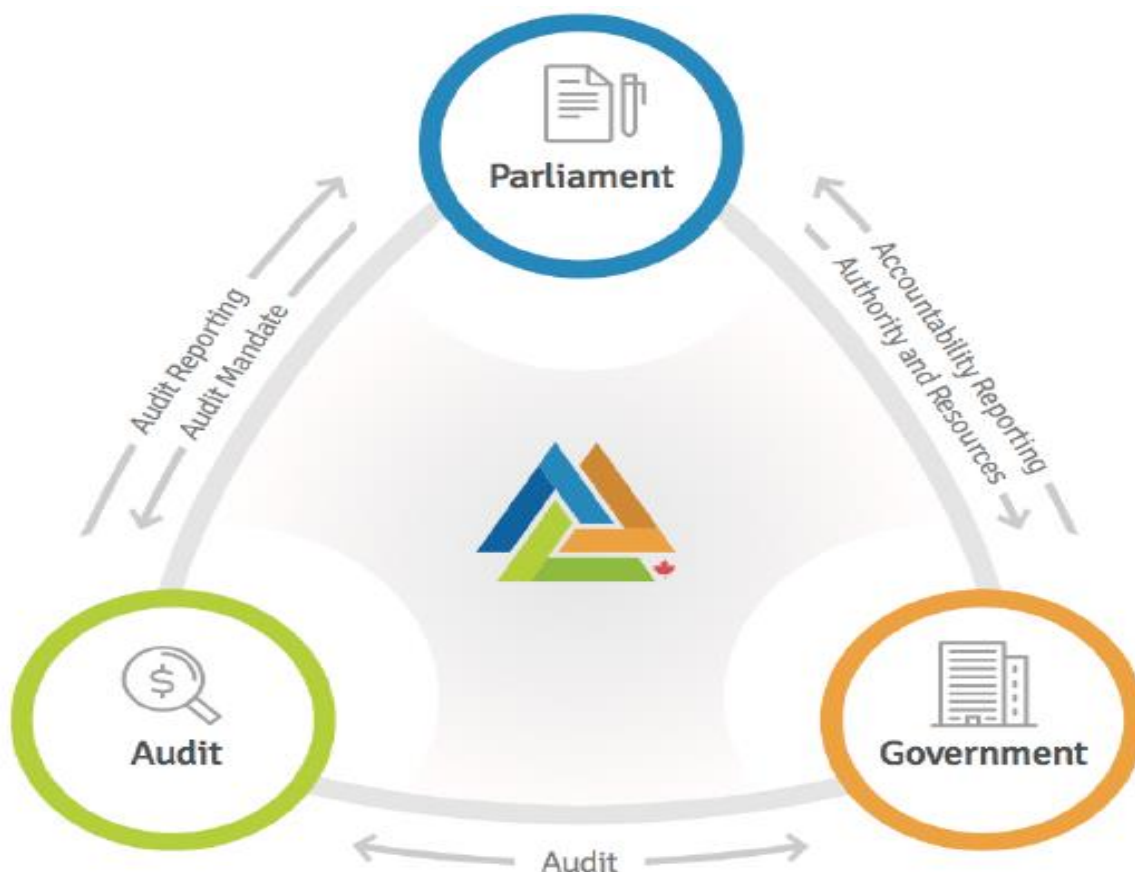 Parliament
Audit Reporting
Audit Mandate
Accountability Reporting
Authority and Resources
$
Audit
Government
Audit